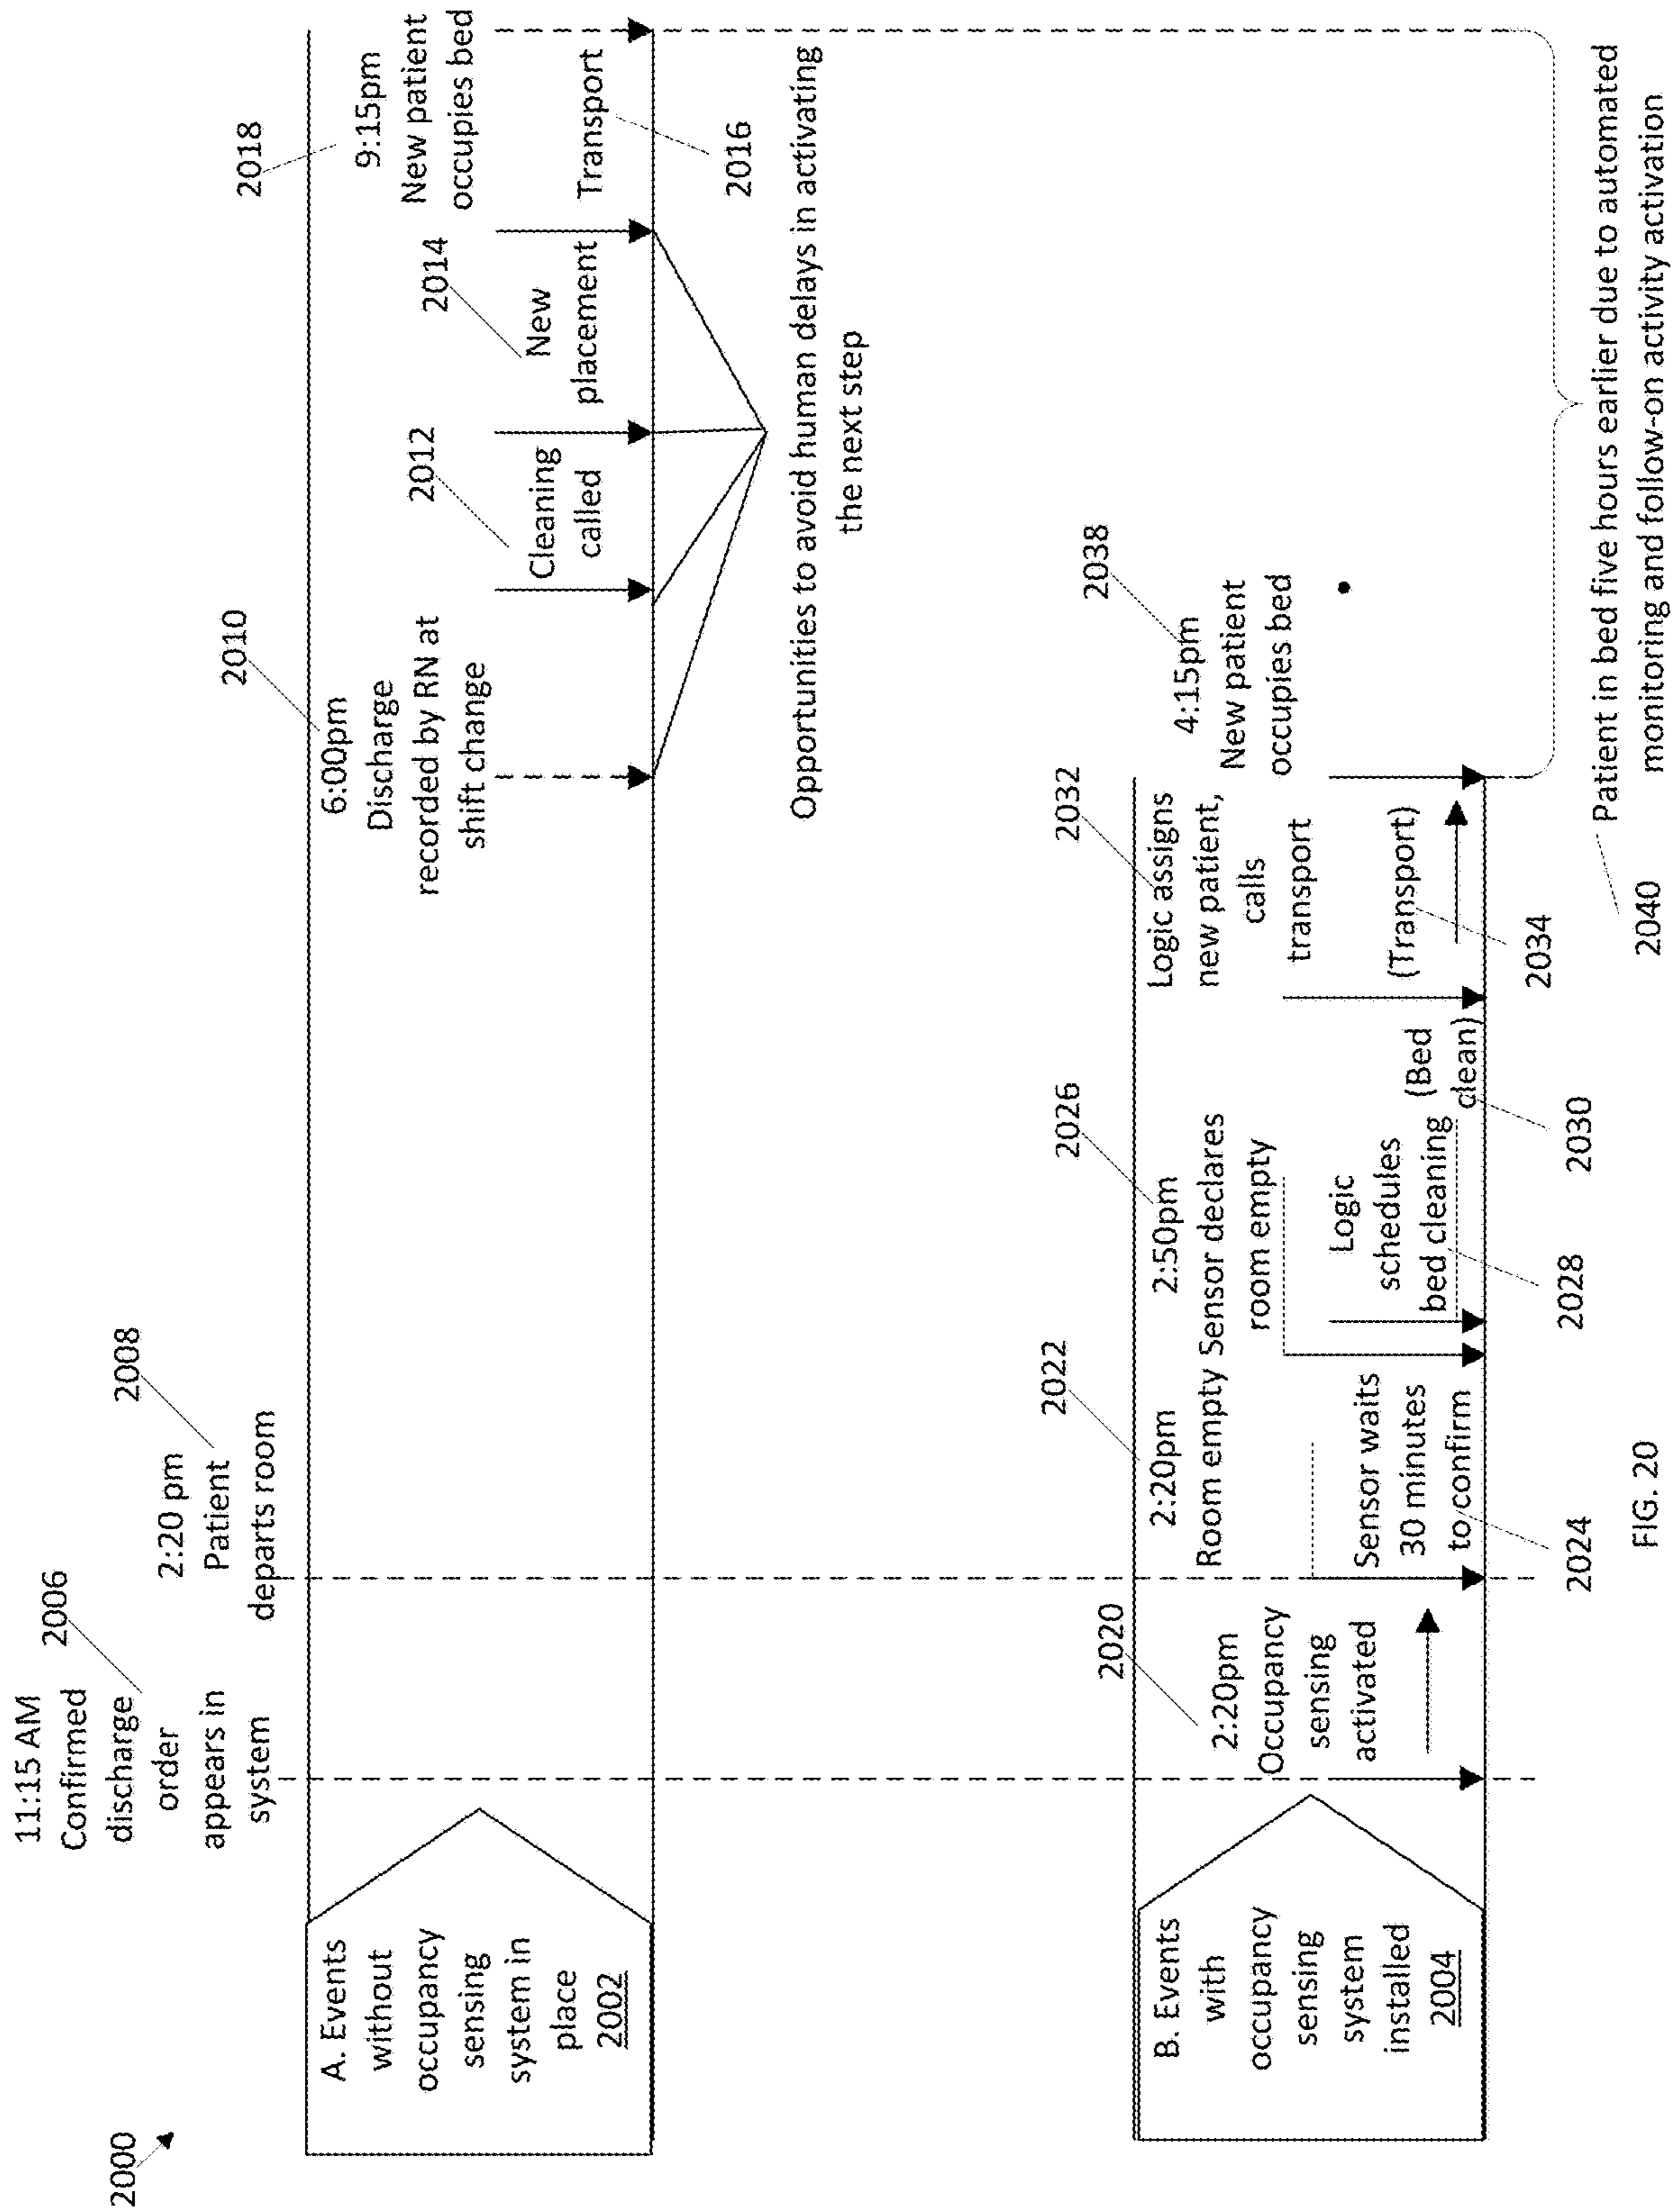 2000
11:15 AM
Confirmed
discharge
order
appears in
system
2006
2:20 pm
Patient
departs room
2008
A. Events
without
occupancy
sensing
system in
place
2002
2010
6:00pm
Discharge
recorded by RN at
shift change
2012
Cleaning
called
2014
New
placement
2018
9:15pm
New patient
occupies bed
Transport
2016
Opportunities to avoid human delays in activating
the next step
B. Events
with
occupancy
sensing
system
installed
2004
2020
2:20pm
Occupancy
sensing
activated
2022
2:20pm
Room empty
Sensor waits
30 minutes
to confirm
2024
2026
2:50pm
Sensor declares
room empty
Logic
schedules
bed cleaning
2028
(Bed
clean)
2030
2032
Logic assigns
new patient,
calls
transport
(Transport)
2034
2038
4:15pm
New patient
occupies bed
2040
Patient in bed five hours earlier due to automated
monitoring and follow-on activity activation
FIG. 20